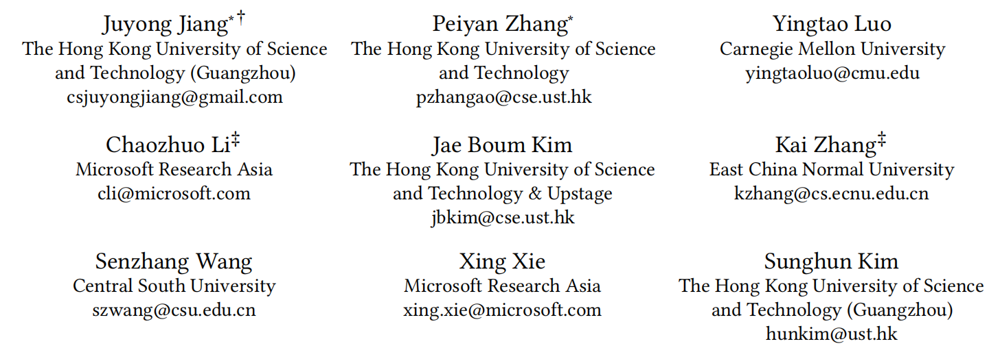 Juyong Jiang*†
The Hong Kong University of Science
and Technology (Guangzhou)
csjuyongjiang@gmail.com
Peiyan Zhang*
The Hong Kong University of Science
and Technology
pzhangao@cse.ust.hk
Yingtao Luo
Carnegie Mellon University
yingtaoluo@cmu.edu
Chaozhuo Li‡
Microsoft Research Asia
cli@microsoft.com
Jae Boum Kim
The Hong Kong University of Science
and Technology & Upstage
jbkim@cse.ust.hk
Kai Zhang‡
East China Normal University
kzhang@cs.ecnu.edu.cn
Senzhang Wang
Central South University
szwang@csu.edu.cn
Xing Xie
Microsoft Research Asia
xing.xie@microsoft.com
Sunghun Kim
The Hong Kong University of Science
and Technology (Guangzhou)
hunkim@ust.hk